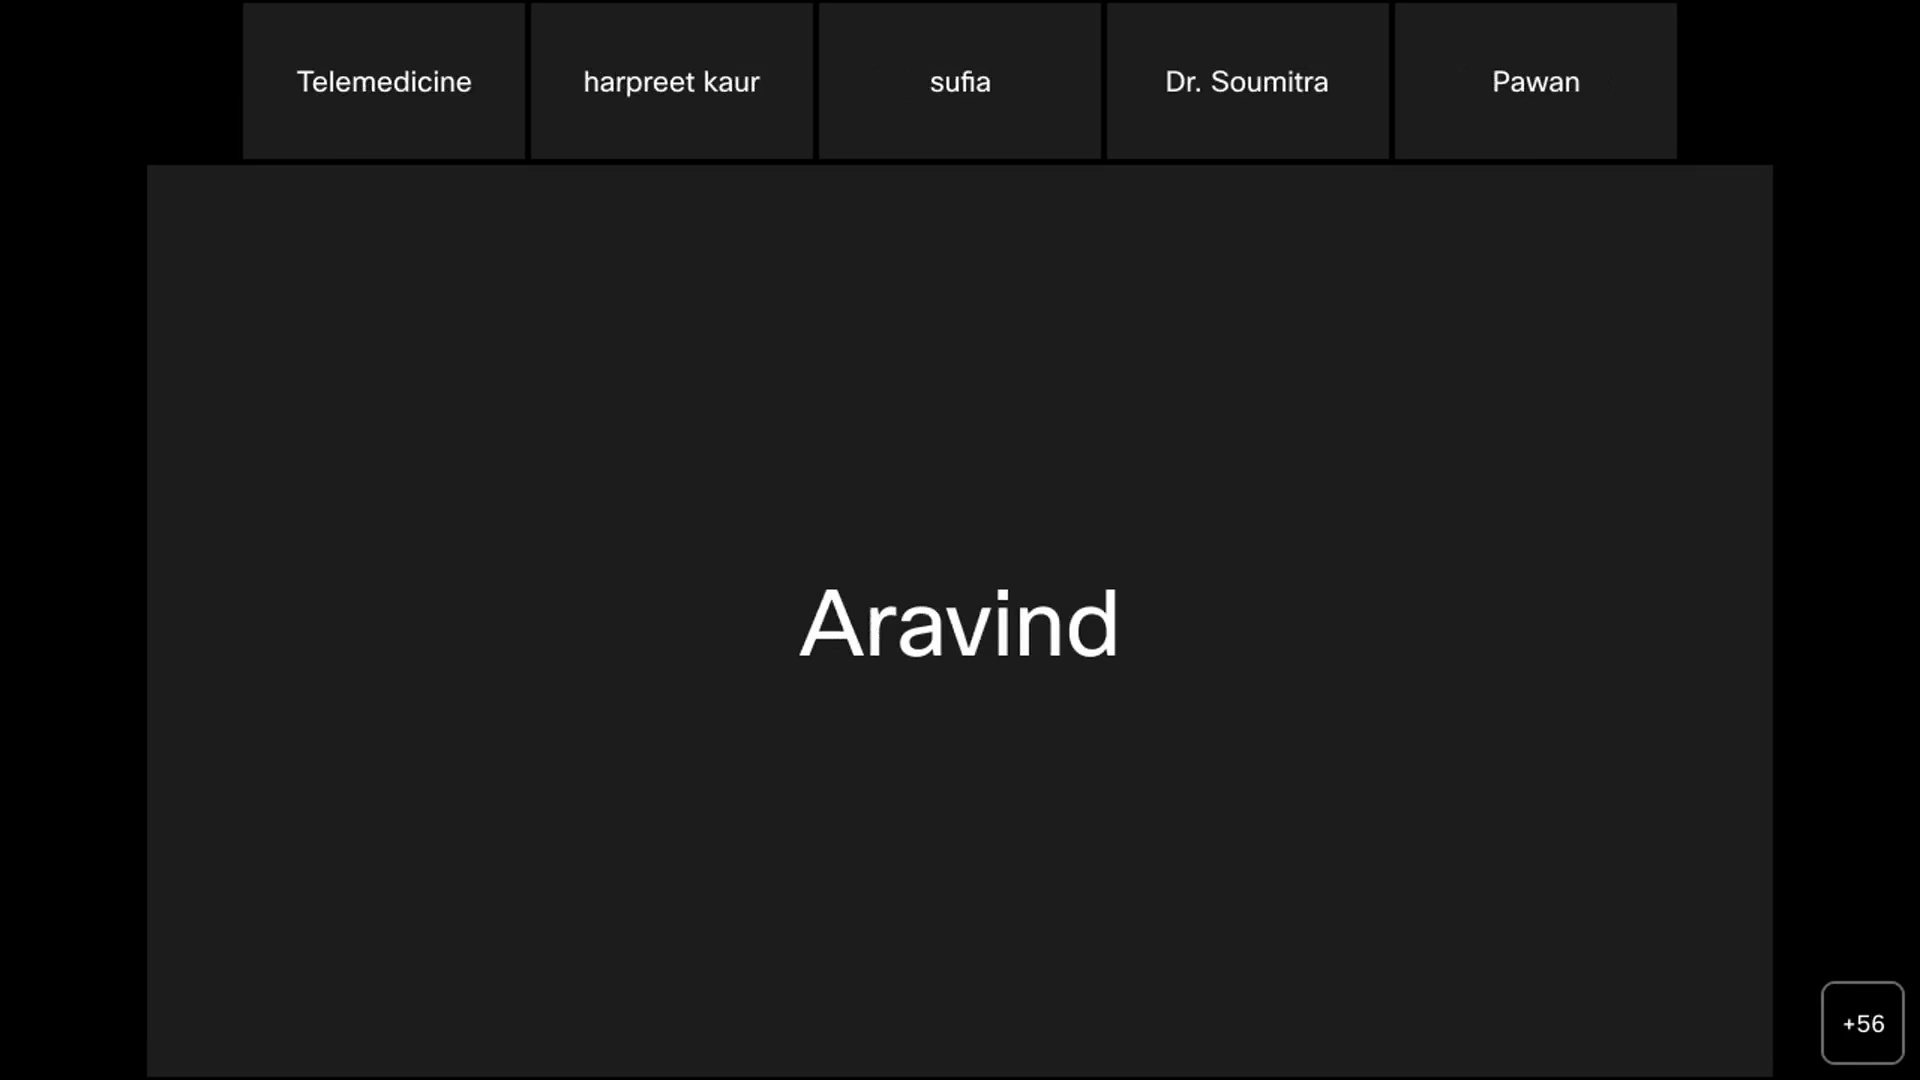 Telemedicine
harpreet kaur
sufia
Dr. Soumitra
Pawan
Aravind
+56